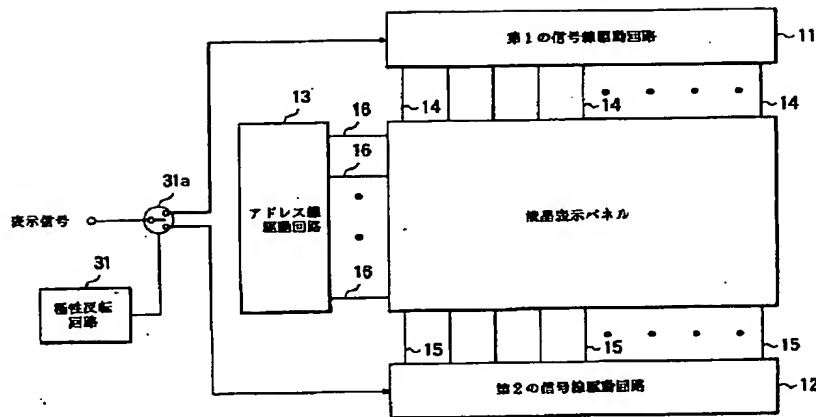 第1の信号線駆動回路
11
14
14
14
13
16
16
16
アドレス線
駆動回路
液晶表示パネル
31a
表示信号
31
極性反転
回路
15
15
15
第2の信号線駆動回路
12